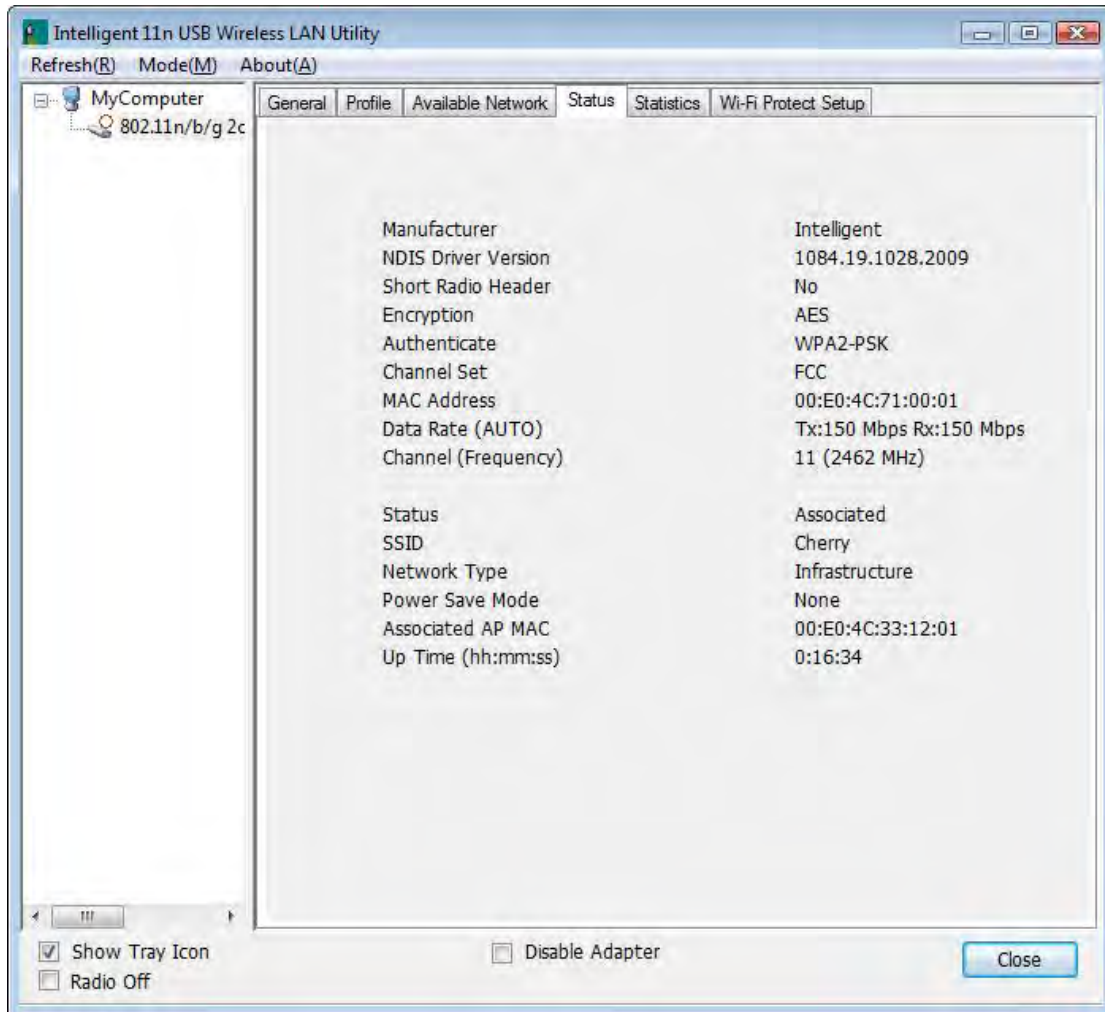 Intelligent 11n USB Wireless LAN Utility
Refresh(R) Mode(M) About(A)
MyComputer
802.11n/b/g 2c
General Profile Available Network Status Statistics Wi-Fi Protect Setup
Manufacturer Intelligent
NDIS Driver Version 1084.19.1028.2009
Short Radio Header No
Encryption AES
Authenticate WPA2-PSK
Channel Set FCC
MAC Address 00:E0:4C:71:00:01
Data Rate (AUTO) Tx:150 Mbps Rx:150 Mbps
Channel (Frequency) 11 (2462 MHz)
Status Associated
SSID Cherry
Network Type Infrastructure
Power Save Mode None
Associated AP MAC 00:E0:4C:33:12:01
Up Time (hh:mm:ss) 0:16:34
Show Tray Icon Disable Adapter Close
Radio Off